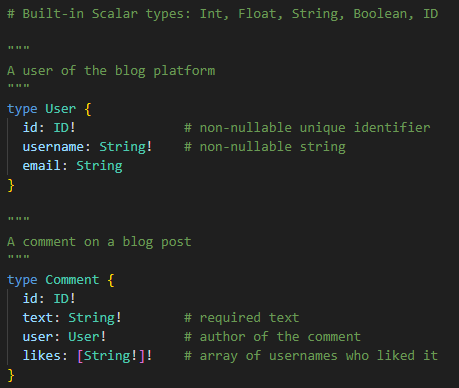 # Built-in Scalar types: Int, Float, String, Boolean, ID

"""
A user of the blog platform
"""
type User {
  id: ID!              # non-nullable unique identifier
  username: String!    # non-nullable string
  email: String
}

"""
A comment on a blog post
"""
type Comment {
  id: ID!
  text: String!        # required text
  user: User!          # author of the comment
  likes: [String!]!    # array of usernames who liked it
}